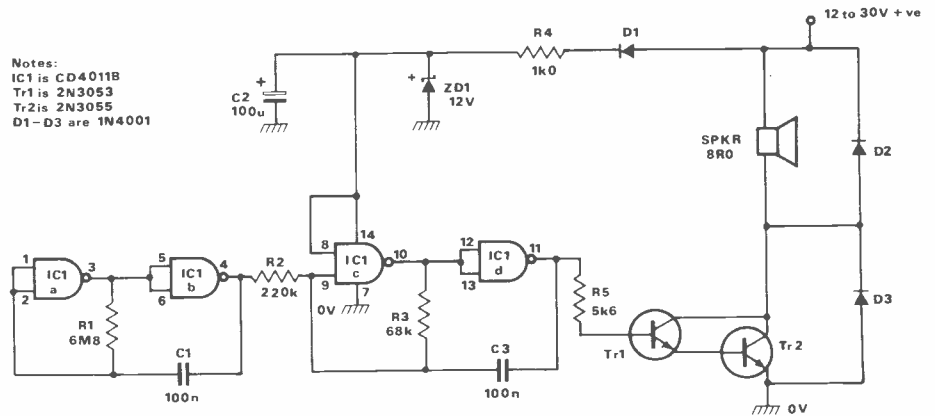 12 to 30V + ve
Notes:
IC1 is CD4011B
Tr1 is 2N3053
Tr2 is 2N3055
D1-D3 are 1N4001
R4
1k0
D1
+
C2
100u
+
ZD1
12V
SPKR
8R0
D2
1
2
IC1
a
3
5
6
IC1
b
4
R2
220k
8
14
IC1
c
9
7
10
0V
12
13
IC1
d
11
R1
6M8
R3
68k
R5
5k6
D3
C1
100n
C3
100n
Tr1
Tr2
0V